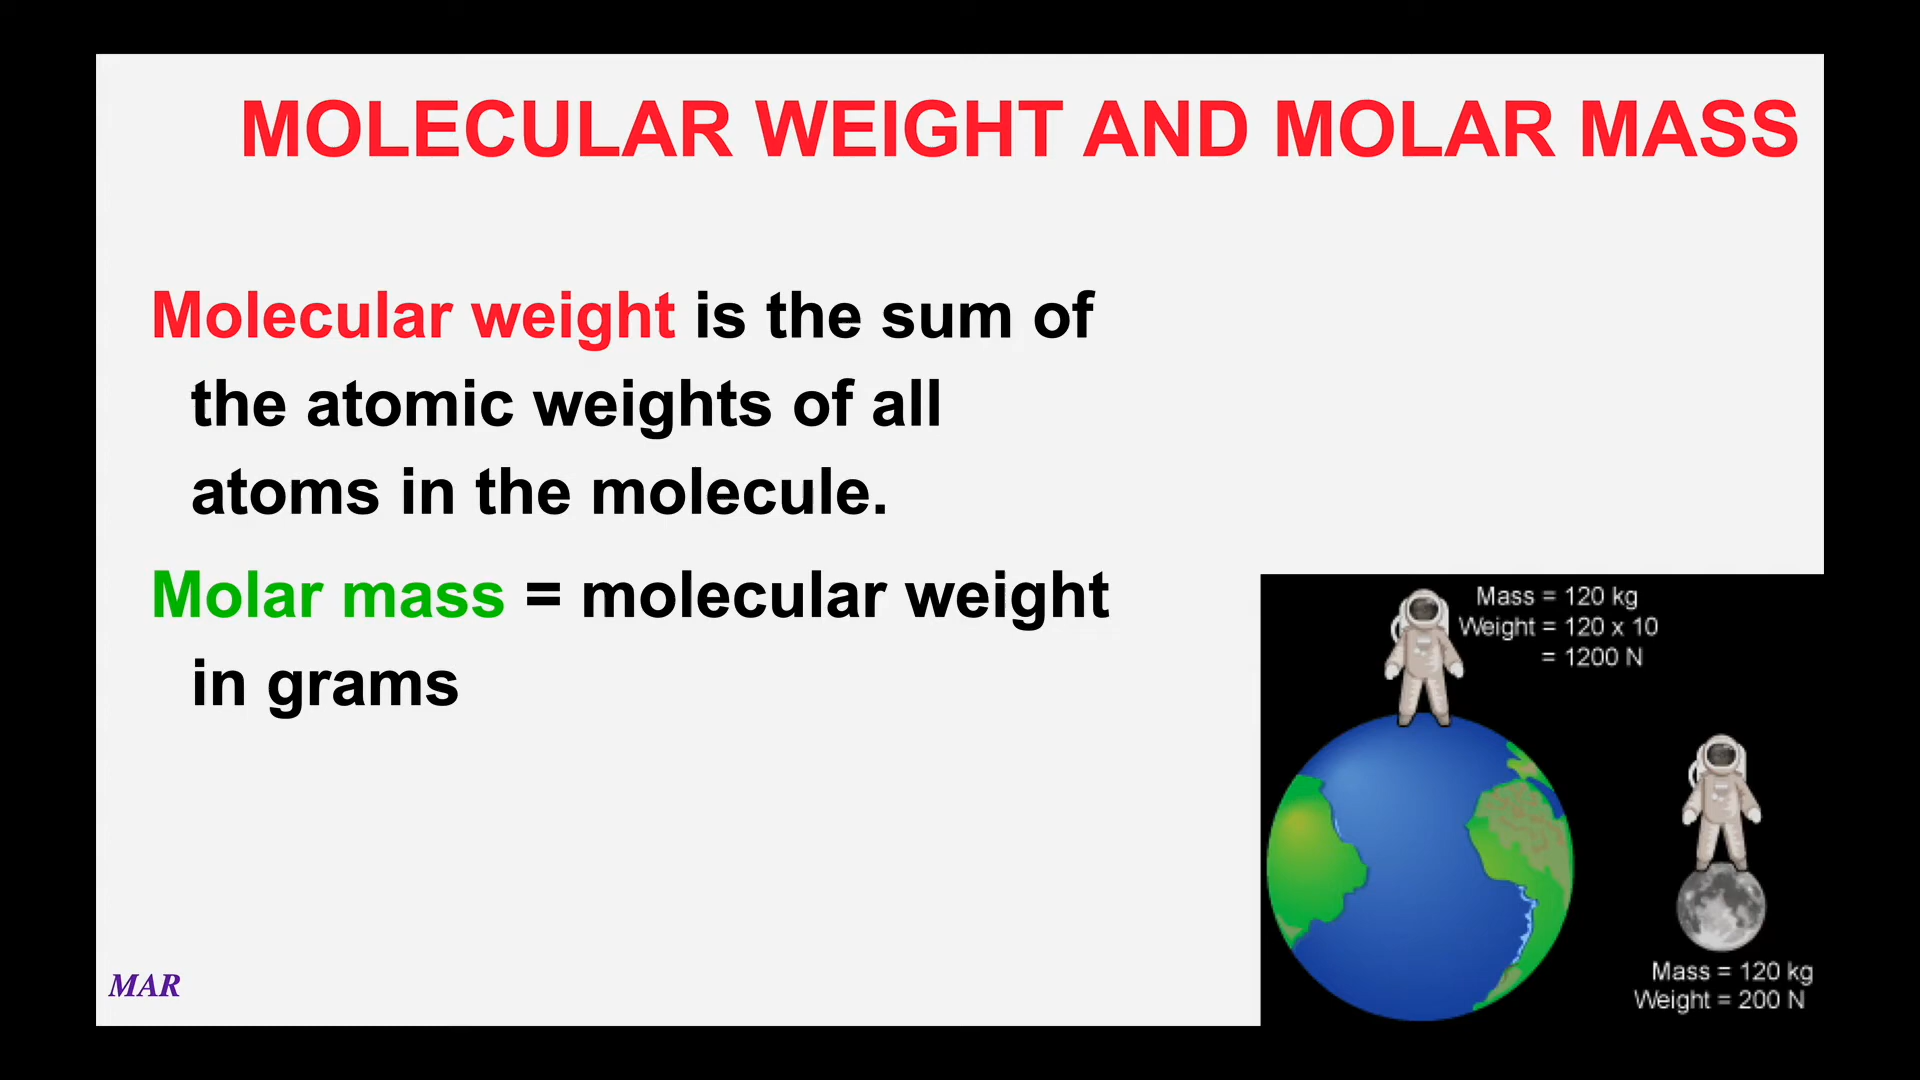 MOLECULAR WEIGHT AND MOLAR MASS
Molecular weight is the sum of
the atomic weights of all
atoms in the molecule.
Molar mass = molecular weight
in grams
Mass = 120 kg
Weight = 120 x 10
= 1200 N
Mass = 120 kg
Weight = 200 N
MAR